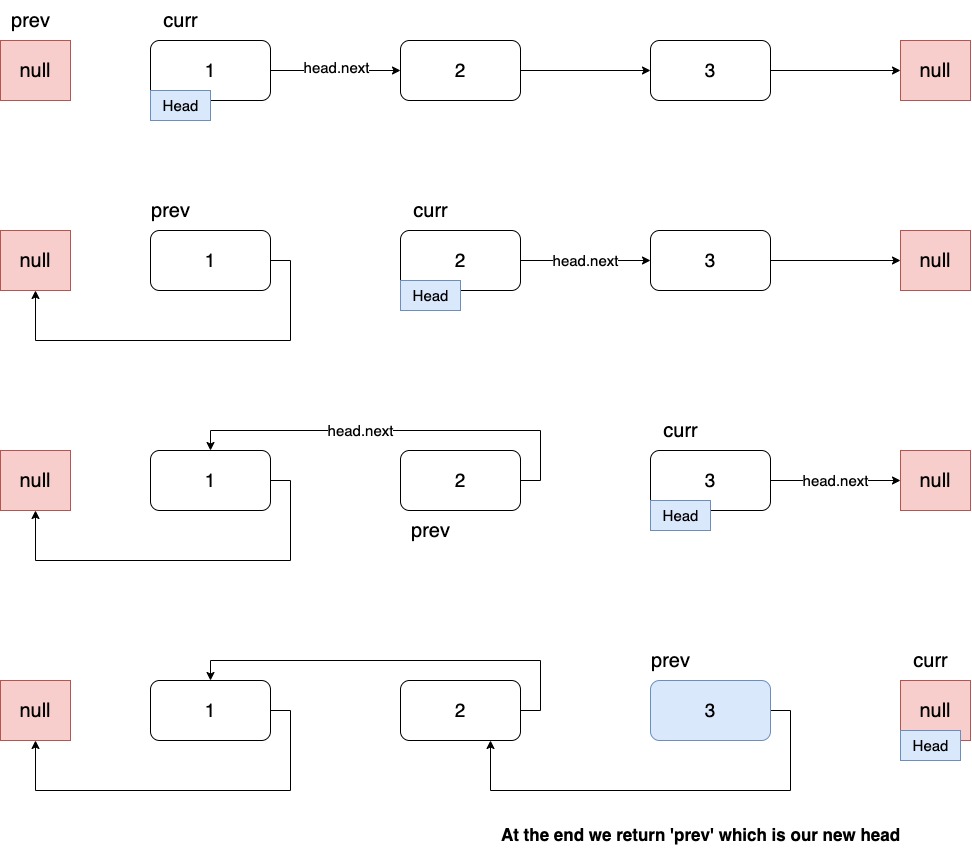 prev
curr
null
1
head.next
2
3
null
Head
prev
curr
null
1
2
head.next
3
null
Head
head.next
curr
null
1
2
3
head.next
null
Head
prev
prev
curr
null
1
2
3
null
Head
At the end we return 'prev' which is our new head